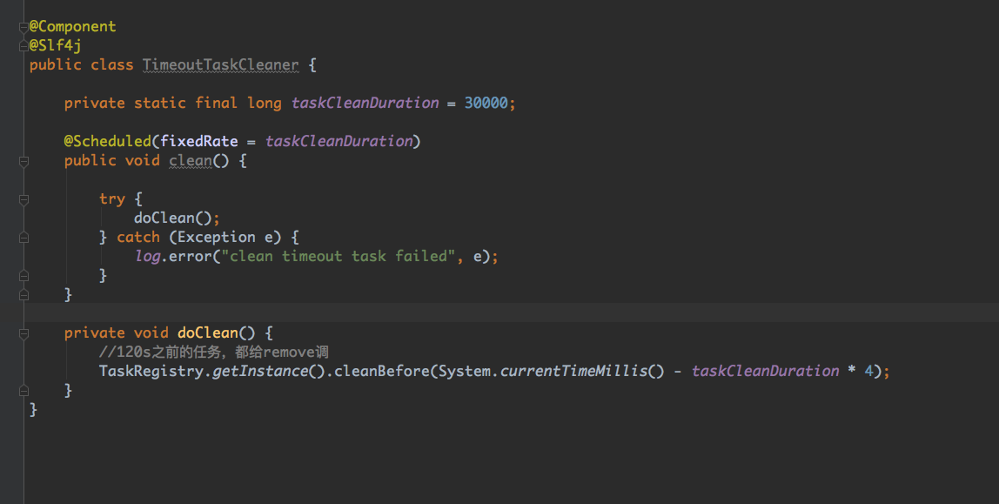 @Component
@Slf4j
public class TimeoutTaskCleaner {
private static final long taskCleanDuration = 30000;
@Scheduled(fixedRate = taskCleanDuration)
public void clean() {
try {
doClean();
} catch (Exception e) {
log.error("clean timeout task failed", e);
}
}
private void doClean() {
//120s之前的任务，都给remove调
TaskRegistry.getInstance().cleanBefore(System.currentTimeMillis() - taskCleanDuration * 4);
}
}